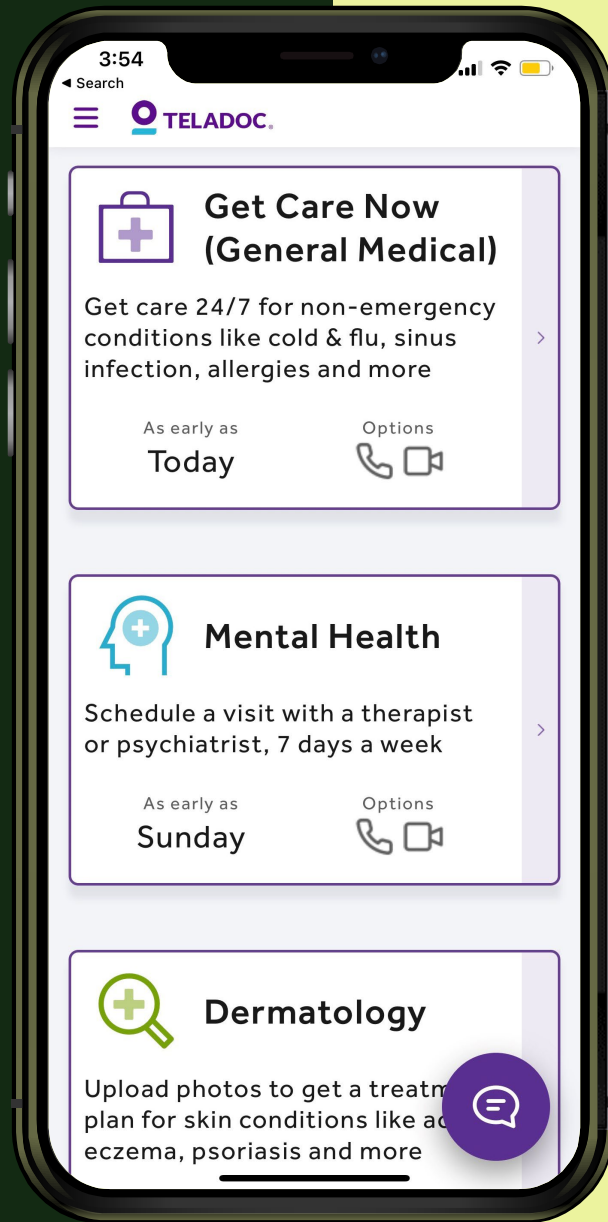 3:54
◀ Search
TELADOC.
Get Care Now
(General Medical)
Get care 24/7 for non-emergency
conditions like cold & flu, sinus
infection, allergies and more
As early as
Options
Today
Mental Health
Schedule a visit with a therapist
or psychiatrist, 7 days a week
As early as
Options
Sunday
Dermatology
Upload photos to get a
plan for skin conditions like
eczema, psoriasis and more